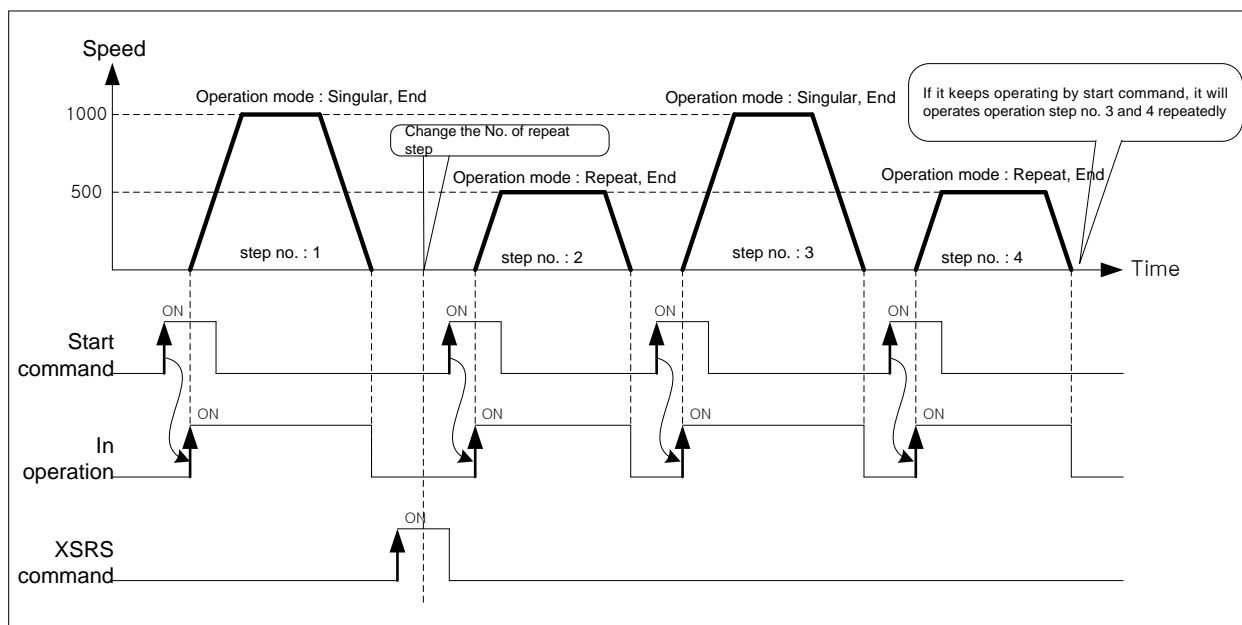 Speed
1000
500
Operation mode : Singular, End
Change the No. of repeat
step
Operation mode : Repeat, End
Operation mode : Singular, End
Operation mode : Repeat, End
If it keeps operating by start command, it will
operates operation step no. 3 and 4 repeatedly
step no. : 1
step no. : 2
step no. : 3
step no. : 4
Time
Start
command
ON
ON
ON
ON
In
operation
ON
ON
ON
ON
XSRS
command
ON